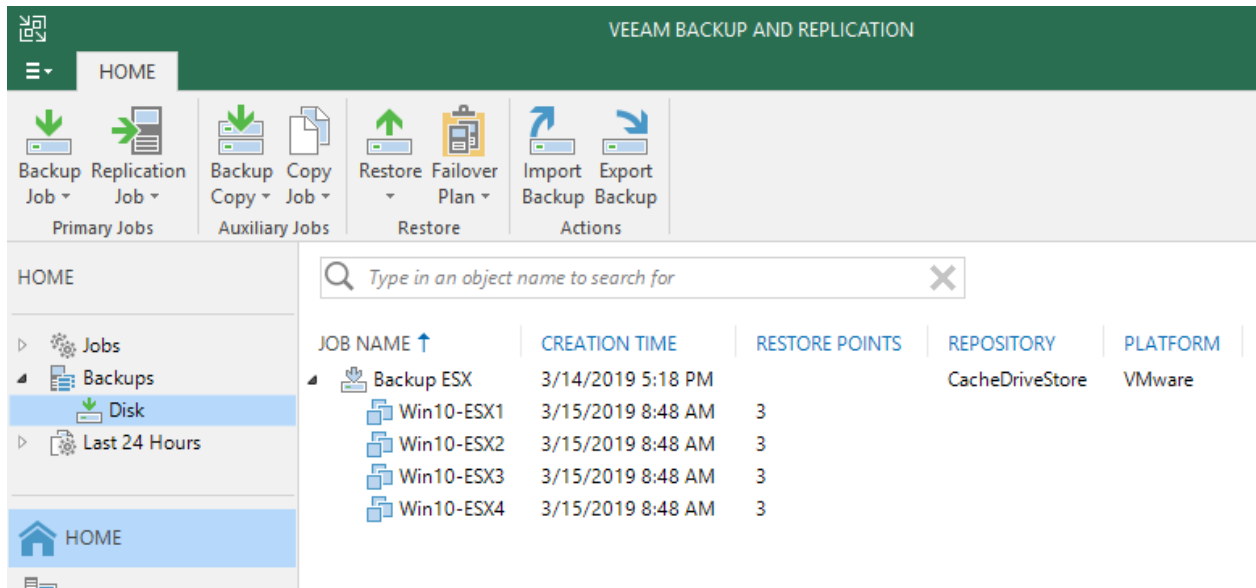 VEEAM BACKUP AND REPLICATION
HOME
Backup Replication Backup Copy Restore Failover Import Export
Job Job Copy Job Plan Backup Backup
Primary Jobs Auxiliary Jobs Restore Actions
HOME
Type in an object name to search for
JOB NAME CREATION TIME RESTORE POINTS REPOSITORY PLATFORM
Jobs
Backups
Disk
Last 24 Hours
Backup ESX 3/14/2019 5:18 PM CacheDriveStore VMware
Win10-ESX1 3/15/2019 8:48 AM 3
Win10-ESX2 3/15/2019 8:48 AM 3
Win10-ESX3 3/15/2019 8:48 AM 3
Win10-ESX4 3/15/2019 8:48 AM 3
HOME